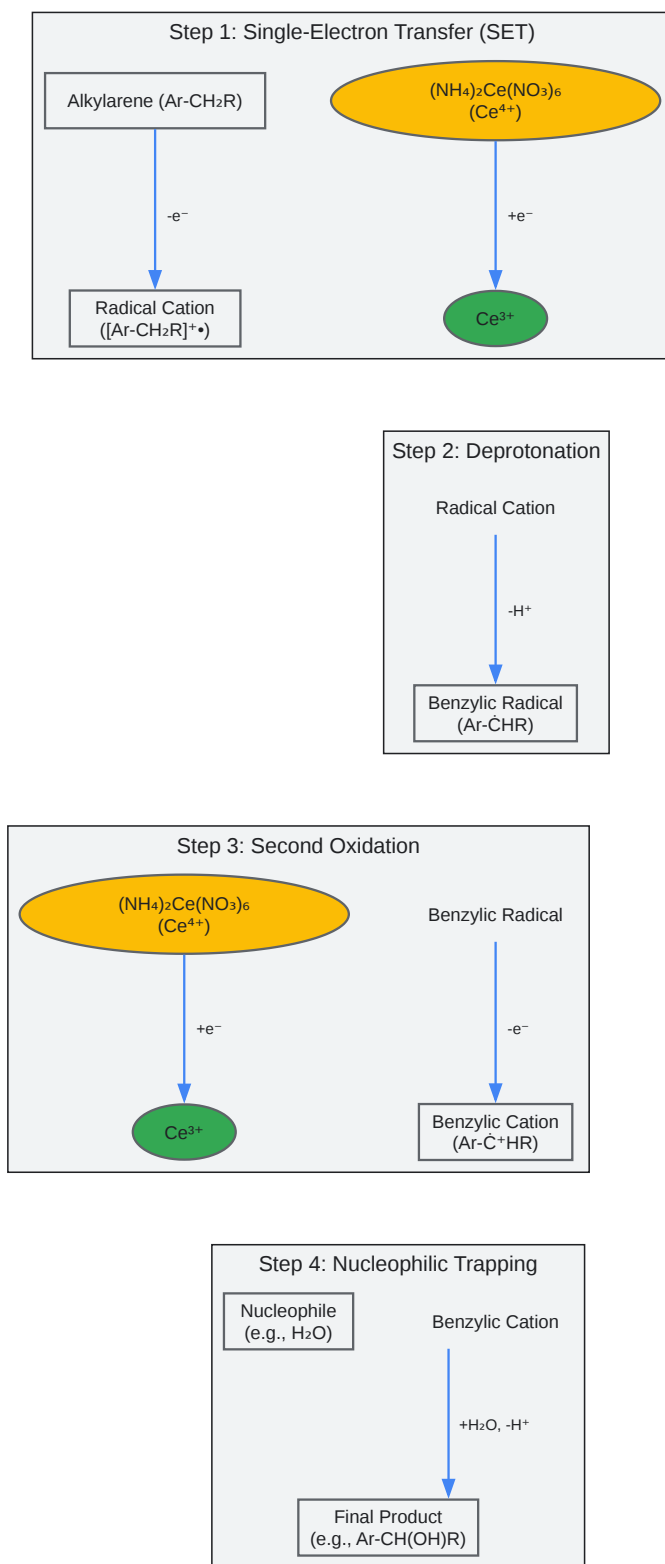 Step 1: Single-Electron Transfer (SET)
Alkylarene (Ar-CH₂R)
(NH₄)₂Ce(NO₃)₆
(Ce⁴⁺)
-e⁻
+e⁻
Radical Cation
([Ar-CH₂R]⁺•)
Ce³⁺
Step 2: Deprotonation
Radical Cation
-H⁺
Benzylic Radical
(Ar-ĊHR)
Step 3: Second Oxidation
(NH₄)₂Ce(NO₃)₆
(Ce⁴⁺)
Benzylic Radical
+e⁻
-e⁻
Ce³⁺
Benzylic Cation
(Ar-Ċ⁺HR)
Step 4: Nucleophilic Trapping
Nucleophile
(e.g., H₂O)
Benzylic Cation
+H₂O, -H⁺
Final Product
(e.g., Ar-CH(OH)R)